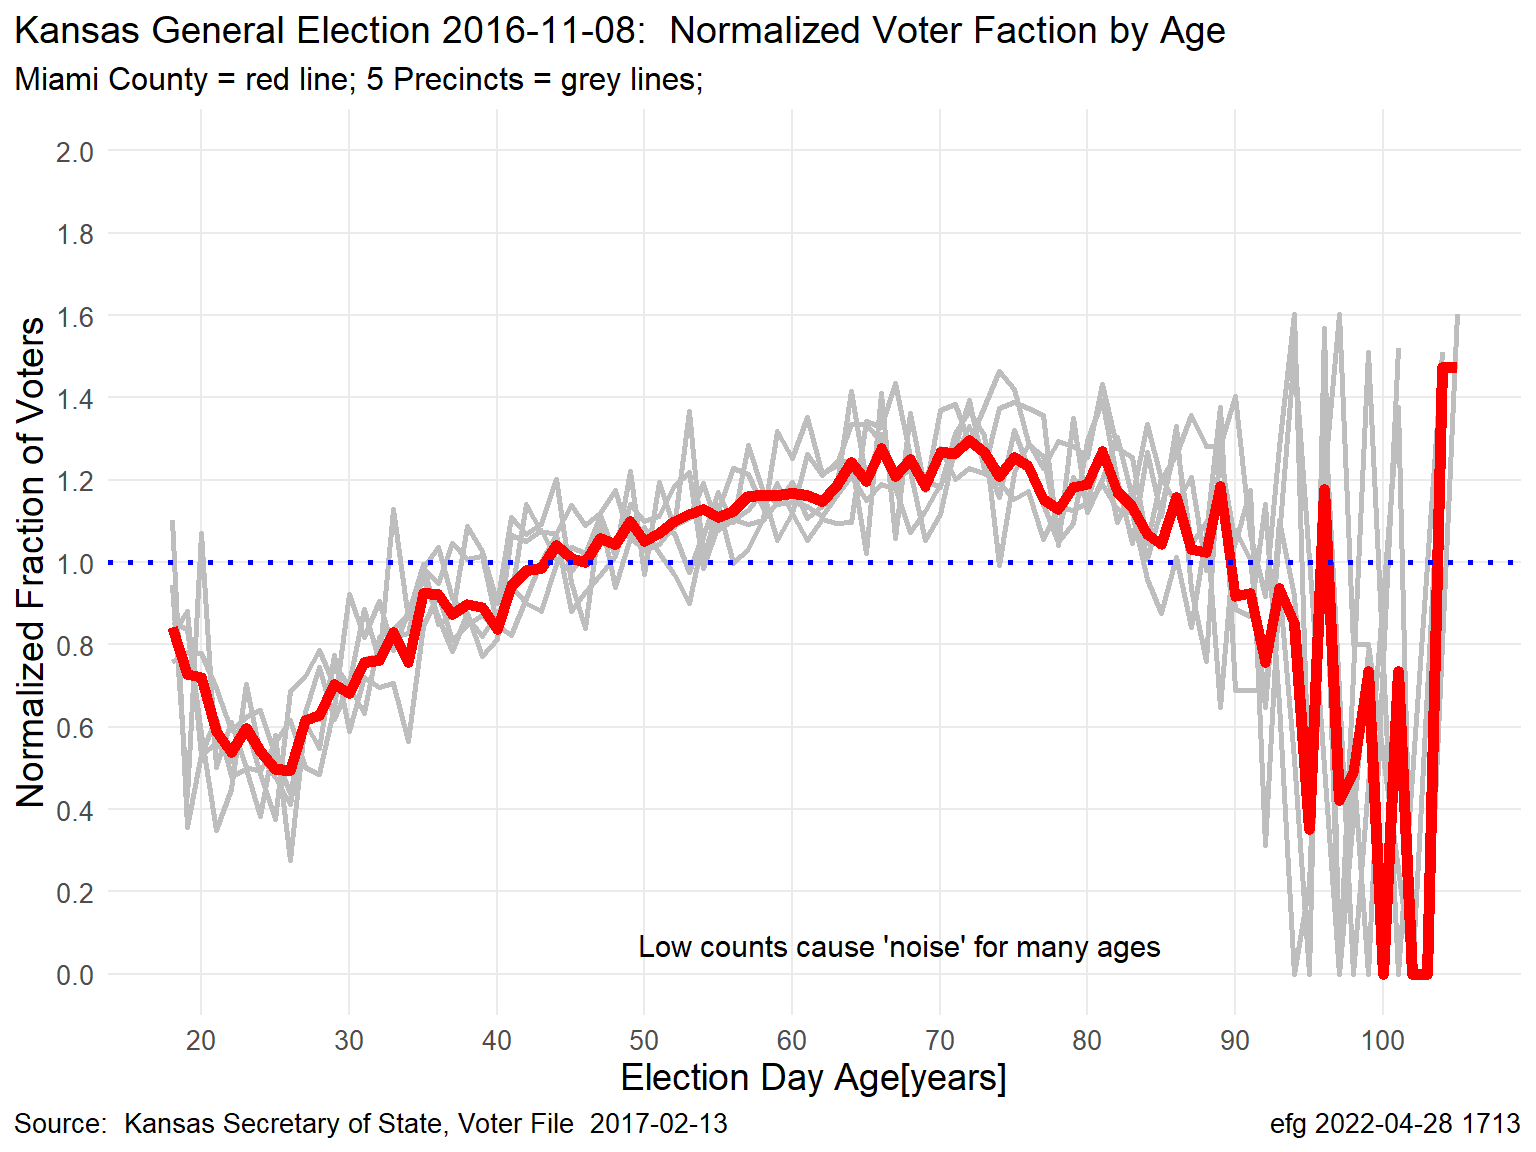 Kansas General Election 2016-11-08:  Normalized Voter Faction by Age
Miami County = red line; 5 Precincts = grey lines;
Normalized Fraction of Voters
2.0
1.8
1.6
1.4
1.2
1.0
0.8
0.6
0.4
0.2
0.0
Low counts cause 'noise' for many ages
20 30 40 50 60 70 80 90 100
Election Day Age[years]
Source:  Kansas Secretary of State, Voter File  2017-02-13
efg 2022-04-28 1713